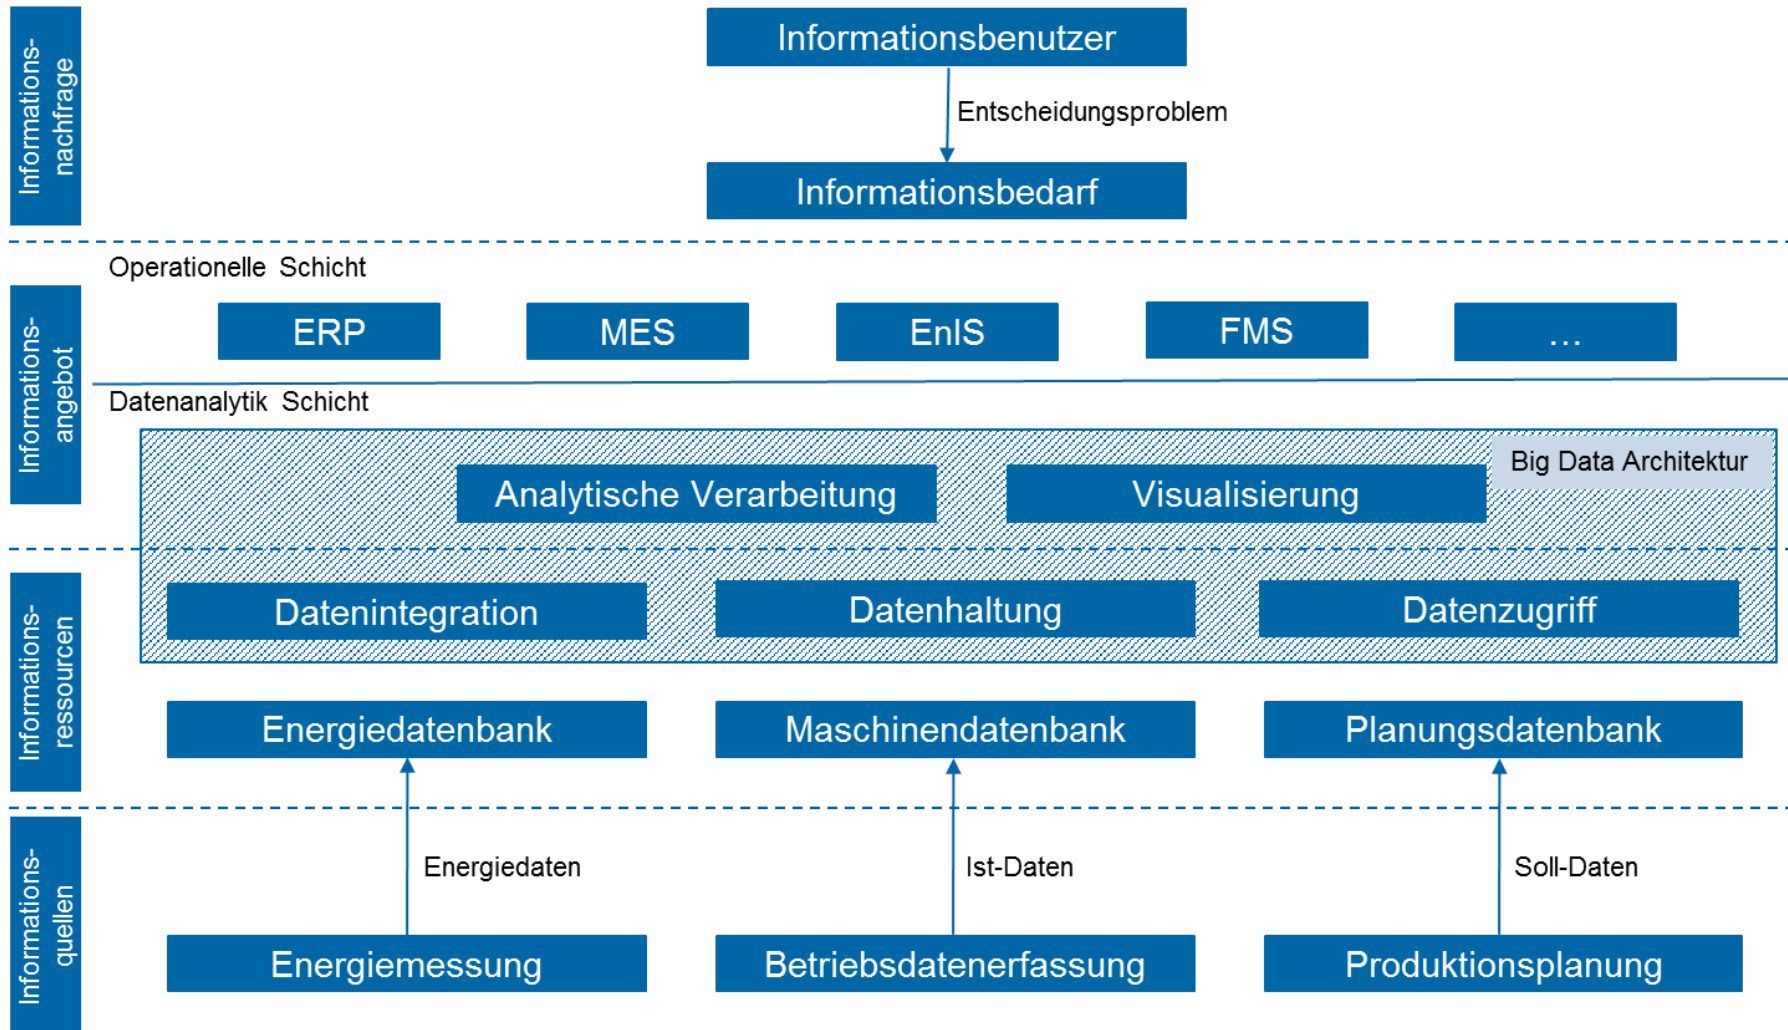 Informations-
nachfrage
Informationsbenutzer
Entscheidungsproblem
Informationsbedarf
Informations-
angebot
Operationelle Schicht
ERP
MES
EnIS
FMS
...
Datenanalytik Schicht
Big Data Architektur
Analytische Verarbeitung
Visualisierung
Informations-
ressourcen
Datenintegration
Datenhaltung
Datenzugriff
Energiedatenbank
Maschinendatenbank
Planungsdatenbank
Informations-
quellen
Energiedaten
Ist-Daten
Soll-Daten
Energiemessung
Betriebsdatenerfassung
Produktionsplanung